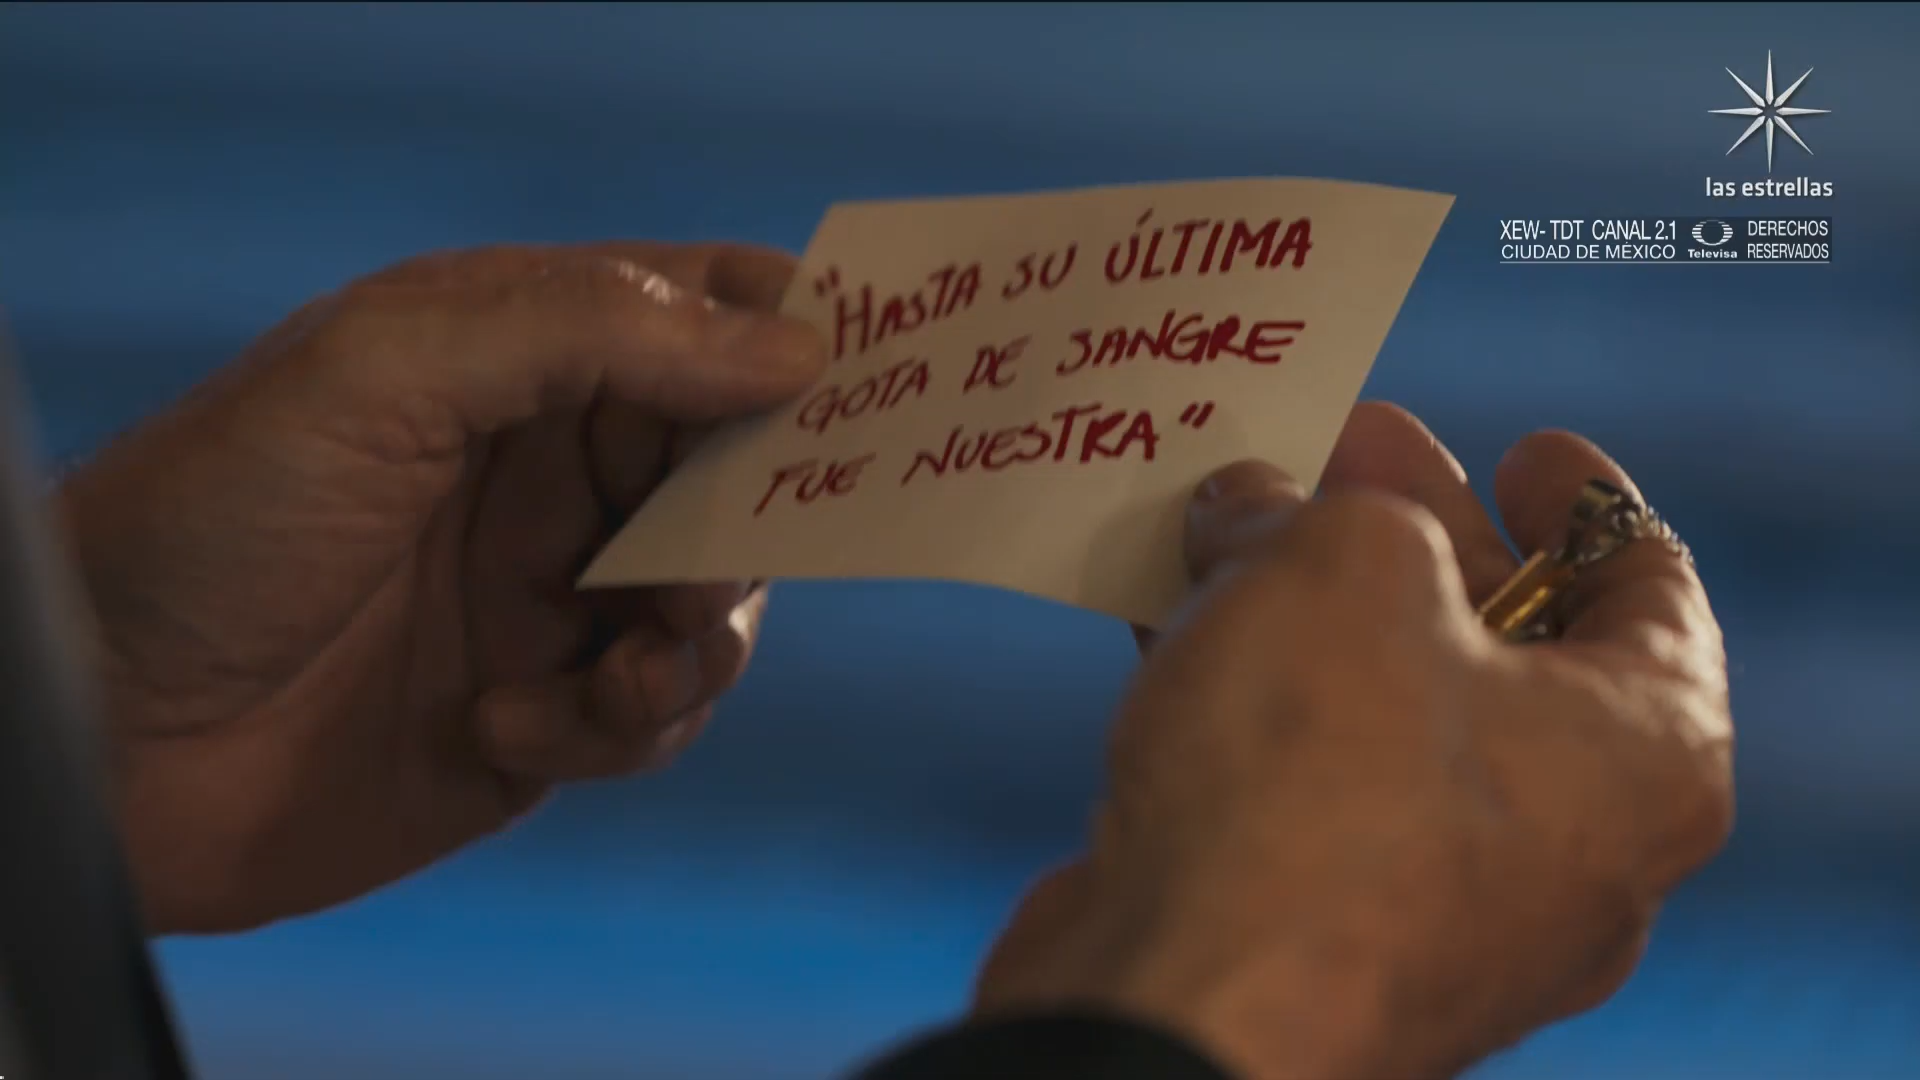 las estrellas
XEW- TDT CANAL 2.1
CIUDAD DE MÉXICO
Televisa
DERECHOS
RESERVADOS
"HASTA SU ÚLTIMA
GOTA DE SANGRE
FUE NUESTRA"